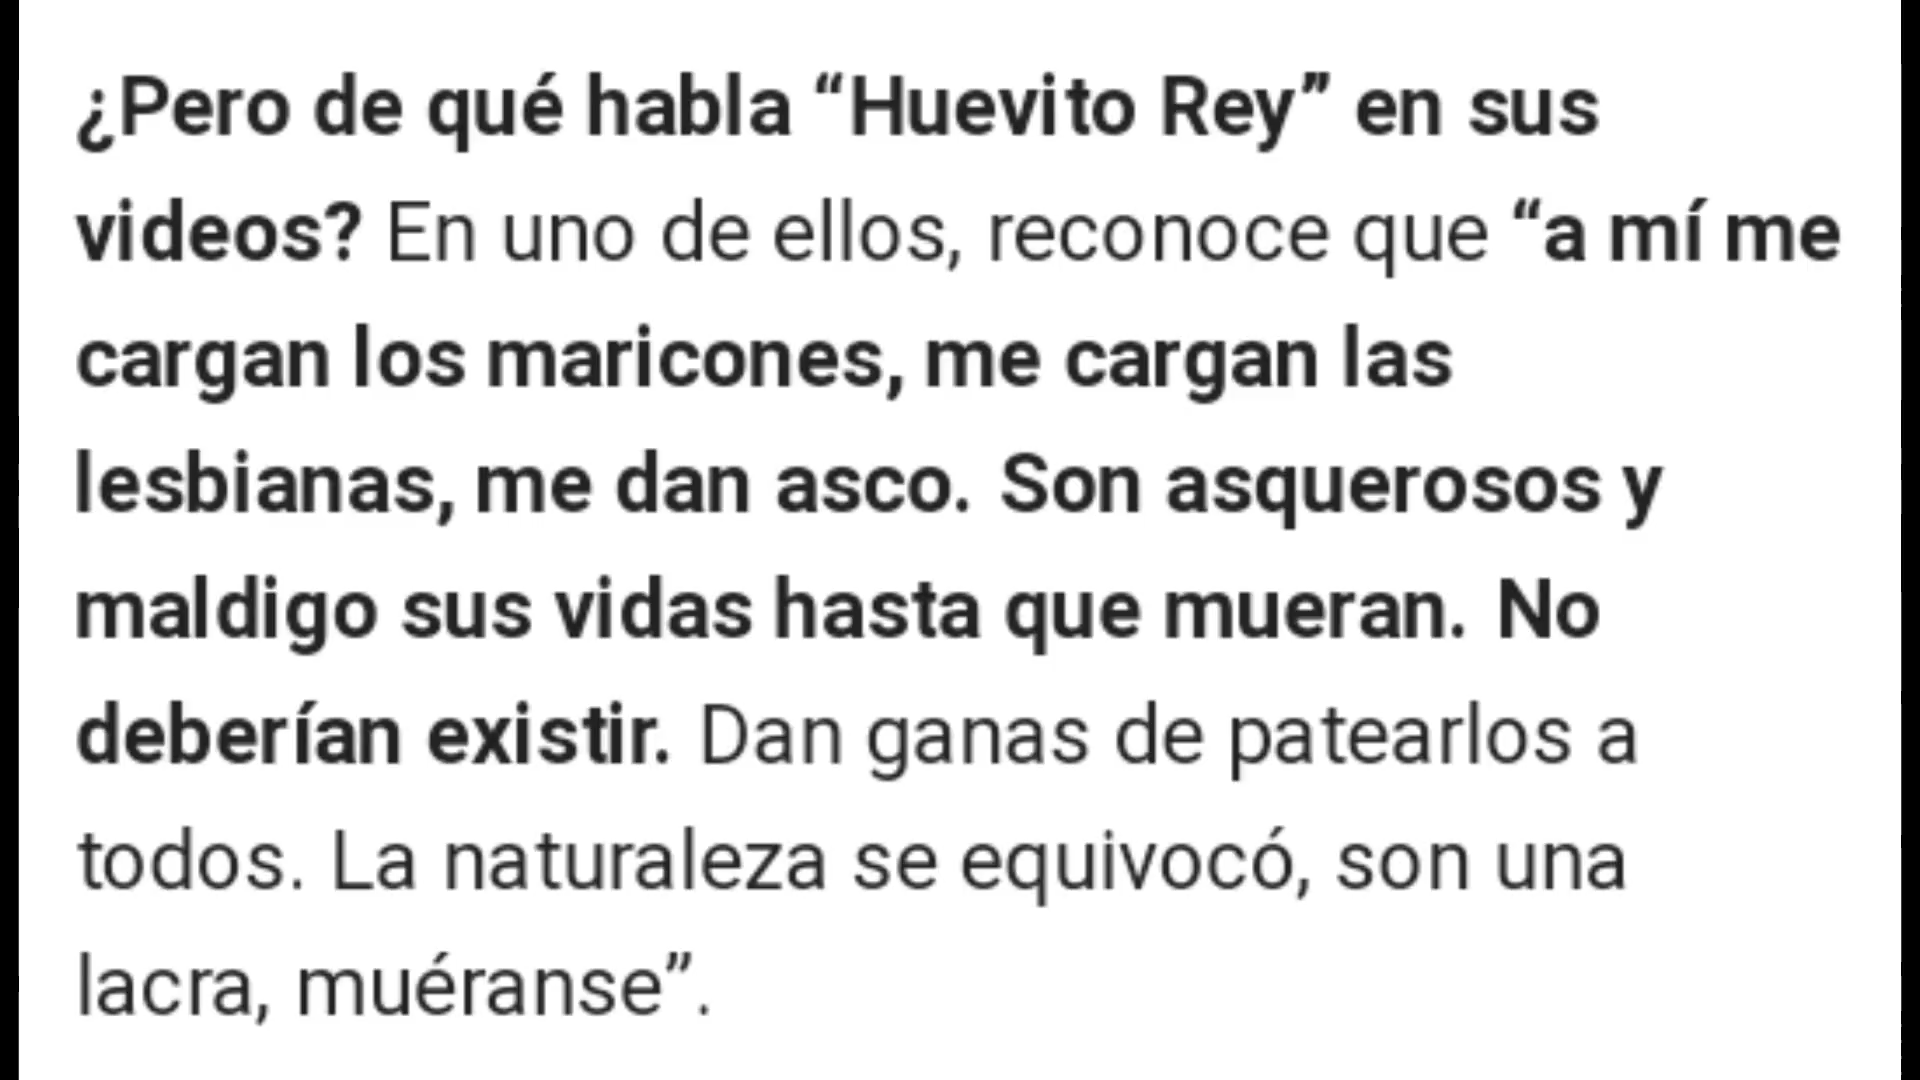 ¿Pero de qué habla “Huevito Rey” en sus
videos? En uno de ellos, reconoce que “a mí me
cargan los maricones, me cargan las
lesbianas, me dan asco. Son asquerosos y
maldigo sus vidas hasta que mueran. No
deberían existir. Dan ganas de patearlos a
todos. La naturaleza se equivocó, son una
lacra, muéranse”.